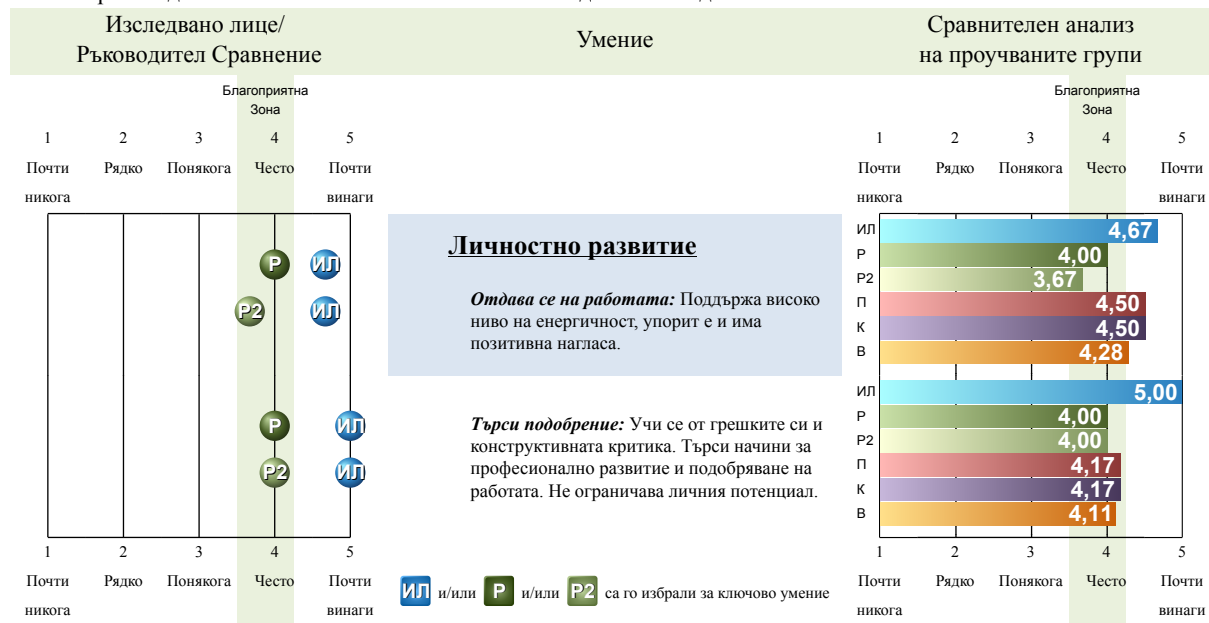 Изследвано лице/
Ръководител Сравнение
Умение
Сравнителен анализ
на проучваните групи
Благоприятна
Зона
1 2 3 4 5
Почти Рядко Понякога Често Почти
никога винаги
Р ИЛ
Р2 ИЛ
Р ИЛ
Р2 ИЛ
1 2 3 4 5
Почти Рядко Понякога Често Почти
никога винаги
Личностно развитие
Отдава се на работата: Поддържа високо
ниво на енергичност, упорит е и има
позитивна нагласа.
Търси подобрение: Учи се от грешките си и
конструктивната критика. Търси начини за
професионално развитие и подобряване на
работата. Не ограничава личния потенциал.
ИЛ и/или Р и/или Р2 са го избрали за ключово умение
Благоприятна
Зона
1 2 3 4 5
Почти Рядко Понякога Често Почти
никога винаги
ИЛ 4,67
Р 4,00
Р2 3,67
П 4,50
К 4,50
В 4,28
ИЛ 5,00
Р 4,00
Р2 4,00
П 4,17
К 4,17
В 4,11
1 2 3 4 5
Почти Рядко Понякога Често Почти
никога винаги